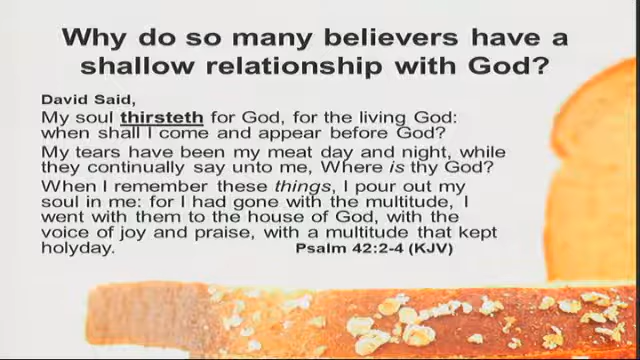 Why do so many believers have a
shallow relationship with God?
David Said,
My soul thirsteth for God, for the living God:
when shall I come and appear before God?
My tears have been my meat day and night, while
they continually say unto me, Where is thy God?
When I remember these things, I pour out my
soul in me: for I had gone with the multitude, I
went with them to the house of God, with the
voice of joy and praise, with a multitude that kept
holyday. Psalm 42:2-4 (KJV)